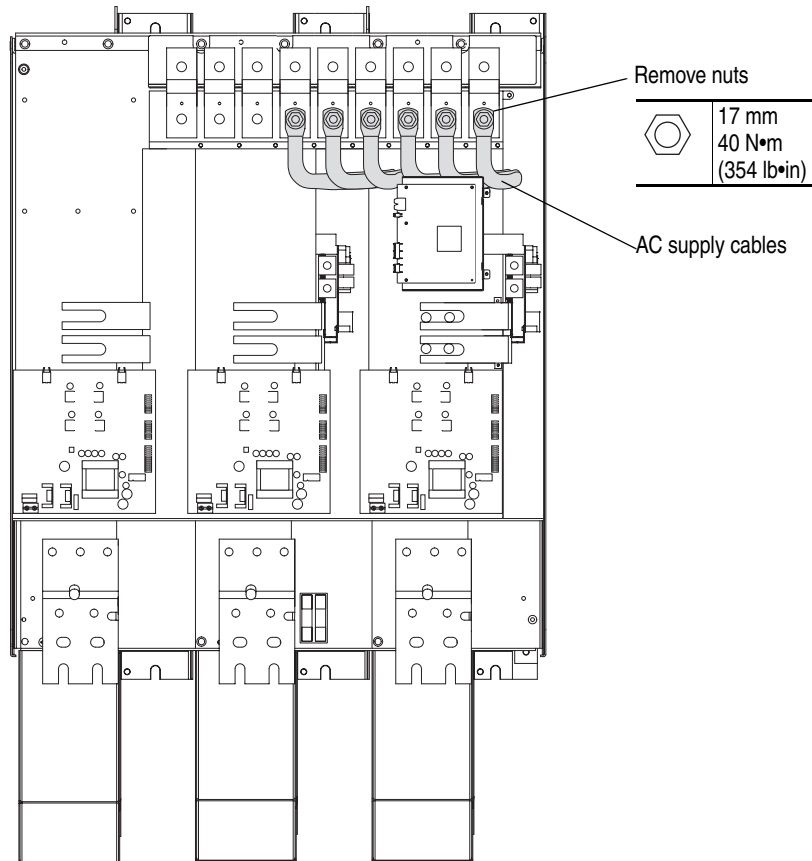 Remove nuts
17 mm
40 N•m
(354 lb•in)
AC supply cables